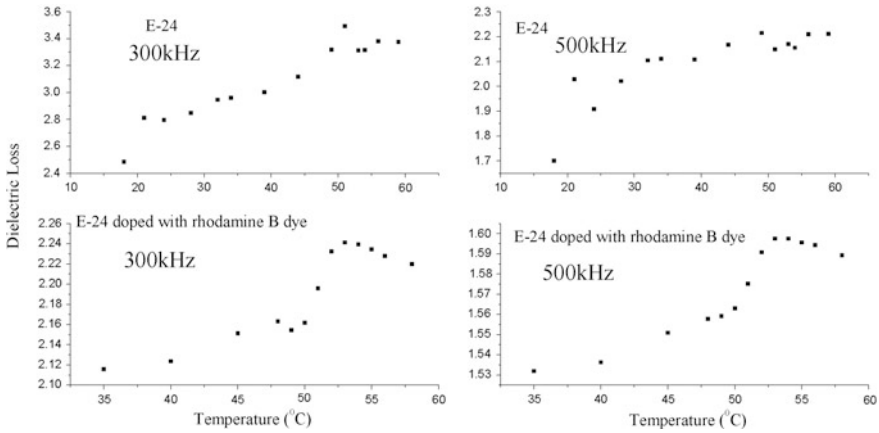 E-24
300kHz
3.6
3.4
3.2
3.0
2.8
2.6
2.4
10 20 30 40 50 60
E-24
500kHz
2.2
2.1
2.0
1.9
1.8
1.7
10 20 30 40 50 60
Dielectric Loss
E-24 doped with rhodamine B dye
300kHz
2.26
2.24
2.22
2.20
2.18
2.16
2.14
2.12
2.10
35 40 45 50 55 60
Temperature (°C)
E-24 doped with rhodamine B dye
500kHz
1.60
1.59
1.58
1.57
1.56
1.55
1.54
1.53
35 40 45 50 55 60
Temperature (°C)